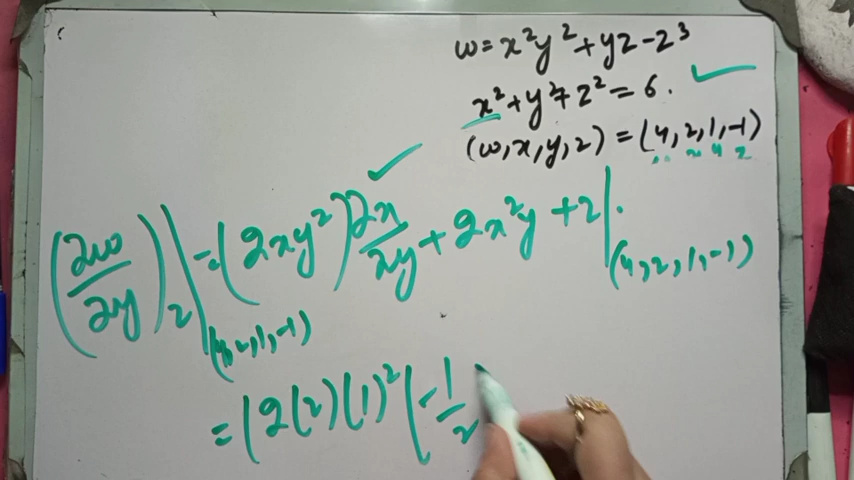 w = x²y² + yz - z³
x² + y² + z² = 6.
(w, x, y, z) = (4, 2, 1, -1)
w x y z
(∂w/∂y)z |(4, 2, 1, -1) = (2xy²) ∂x/∂y + 2x²y + z |(4, 2, 1, -1).
= (2(2)(1)² (-1/2